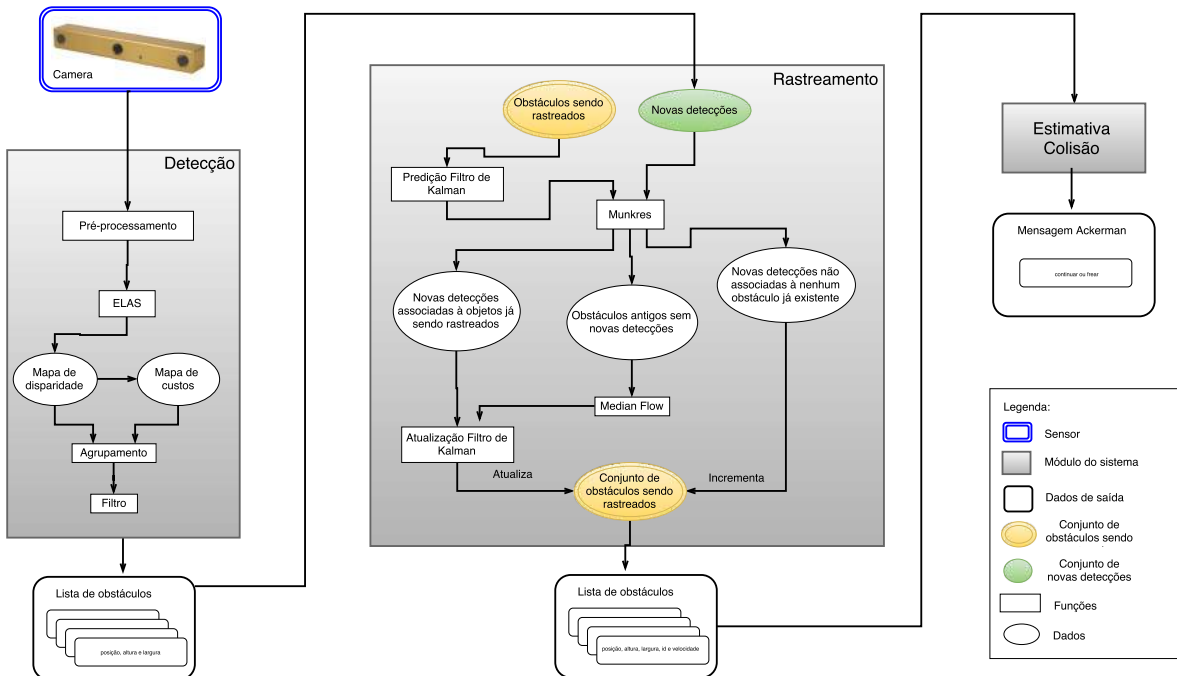 Camera
Detecção
Pré-processamento
ELAS
Mapa de
disparidade
Mapa de
custos
Agrupamento
Filtro
Lista de obstáculos
posição, altura e largura
Rastreamento
Obstáculos sendo
rastreados
Novas detecções
Predição Filtro de
Kalman
Munkres
Novas detecções
associadas à objetos já
sendo rastreados
Obstáculos antigos sem
novas detecções
Novas detecções não
associadas à nenhum
obstáculo já existente
Median Flow
Atualização Filtro de
Kalman
Atualiza
Conjunto de
obstáculos sendo
rastreados
Incrementa
Lista de obstáculos
posição, altura, largura, id e velocidade
Estimativa
Colisão
Mensagem Ackerman
continuar ou frear
Legenda:
Sensor
Módulo do sistema
Dados de saída
Conjunto de
obstáculos sendo
Conjunto de
novas detecções
Funções
Dados